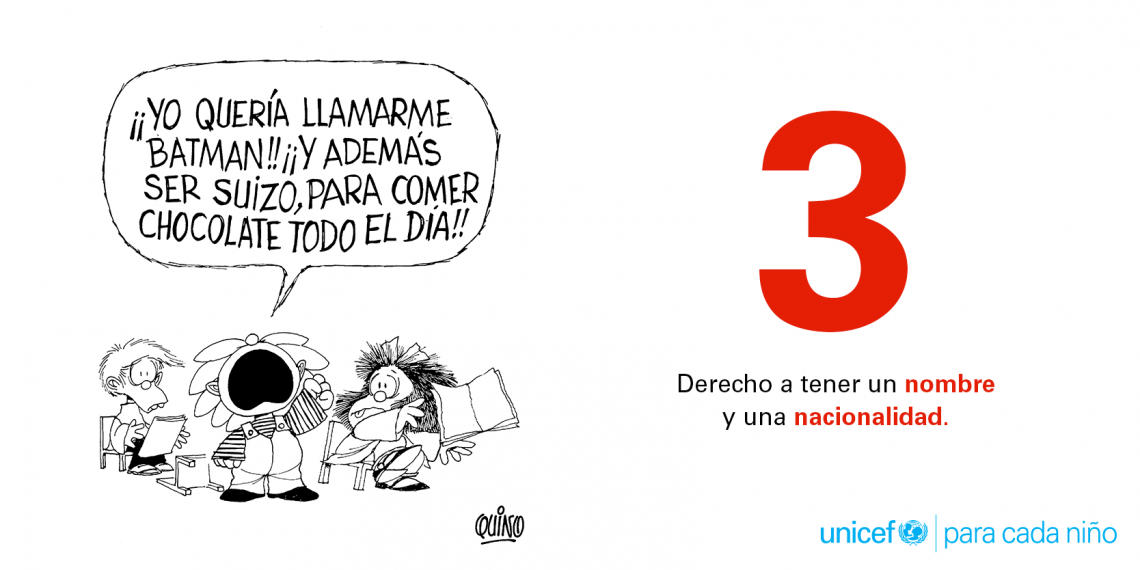 ¡¡YO QUERÍA LLAMARME
BATMAN!! ¡¡Y ADEMÁS
SER SUIZO, PARA COMER
CHOCOLATE TODO EL DÍA!!
QUINO
3
Derecho a tener un nombre
y una nacionalidad.
unicef para cada niño